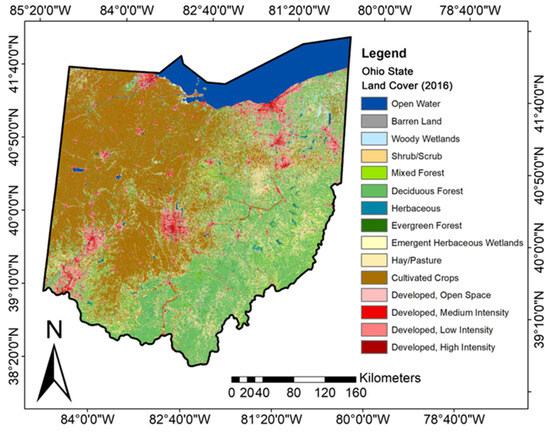 85°20'0"W 84°0'0"W 82°40'0"W 81°20'0"W 80°0'0"W 78°40'0"W
41°40'0"N
40°50'0"N
40°0'0"N
39°10'0"N
38°20'0"N
Legend
Ohio State
Land Cover (2016)
Open Water
Barren Land
Woody Wetlands
Shrub/Scrub
Mixed Forest
Deciduous Forest
Herbaceous
Evergreen Forest
Emergent Herbaceous Wetlands
Hay/Pasture
Cultivated Crops
Developed, Open Space
Developed, Medium Intensity
Developed, Low Intensity
Developed, High Intensity
41°40'0"N
40°50'0"N
40°0'0"N
39°10'0"N
N
Kilometers
0 20 40 80 120 160
84°0'0"W 82°40'0"W 81°20'0"W 80°0'0"W 78°40'0"W